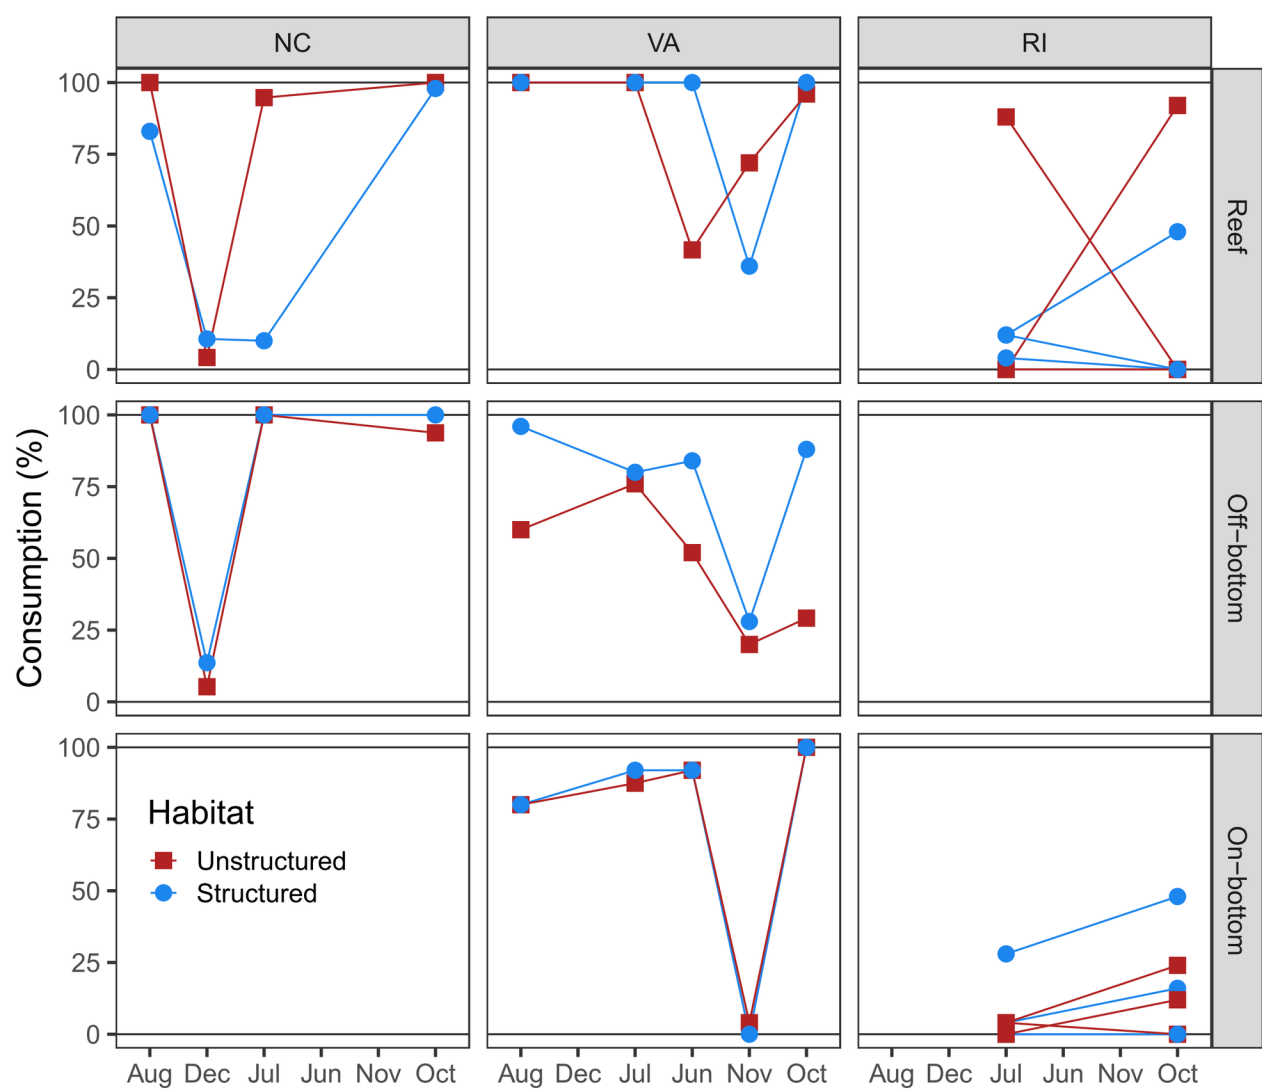 NC VA RI
100
75
50
25
0
Reef
100
75
50
25
0
Off−bottom
100
75
50
25
0
On−bottom
Consumption (%)
Habitat
Unstructured
Structured
Aug Dec Jul Jun Nov Oct Aug Dec Jul Jun Nov Oct Aug Dec Jul Jun Nov Oct